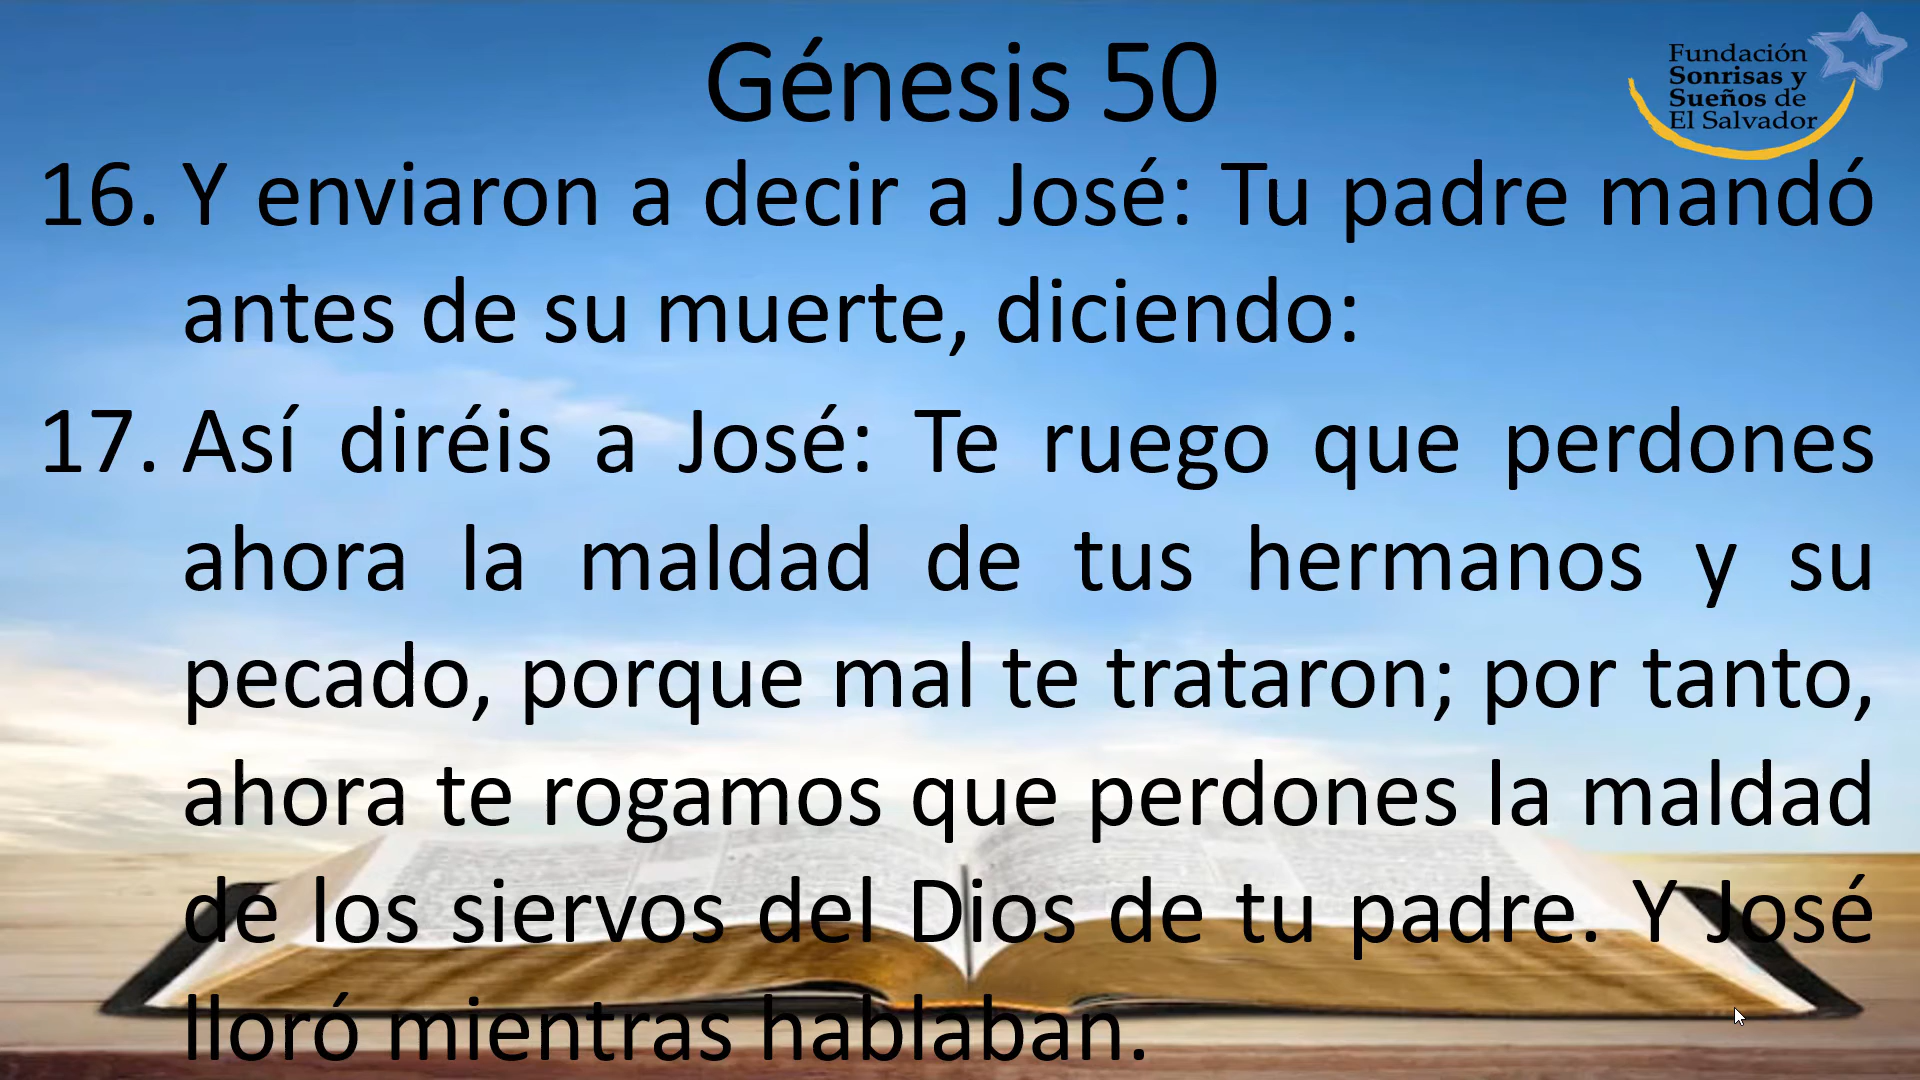 Génesis 50
Fundación
Sonrisas y
Sueños de
El Salvador
16. Y enviaron a decir a José: Tu padre mandó
antes de su muerte, diciendo:
17. Así diréis a José: Te ruego que perdones
ahora la maldad de tus hermanos y su
pecado, porque mal te trataron; por tanto,
ahora te rogamos que perdones la maldad
de los siervos del Dios de tu padre. Y José
lloró mientras hablaban.